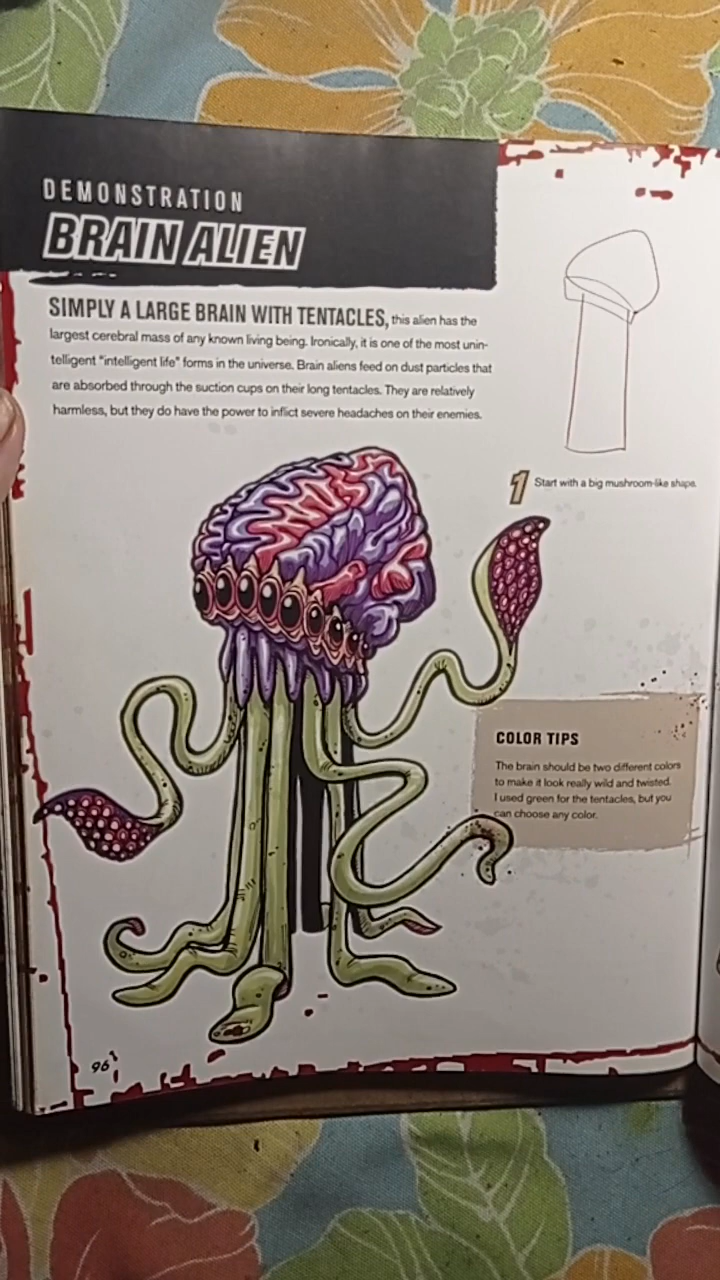 DEMONSTRATION
BRAIN ALIEN
SIMPLY A LARGE BRAIN WITH TENTACLES, this alien has the
largest cerebral mass of any known living being. Ironically, it is one of the most unin-
telligent "intelligent life" forms in the universe. Brain aliens feed on dust particles that
are absorbed through the suction cups on their long tentacles. They are relatively
harmless, but they do have the power to inflict severe headaches on their enemies.
1 Start with a big mushroom-like shape.
COLOR TIPS
The brain should be two different colors
to make it look really wild and twisted.
I used green for the tentacles, but you
can choose any color.
96